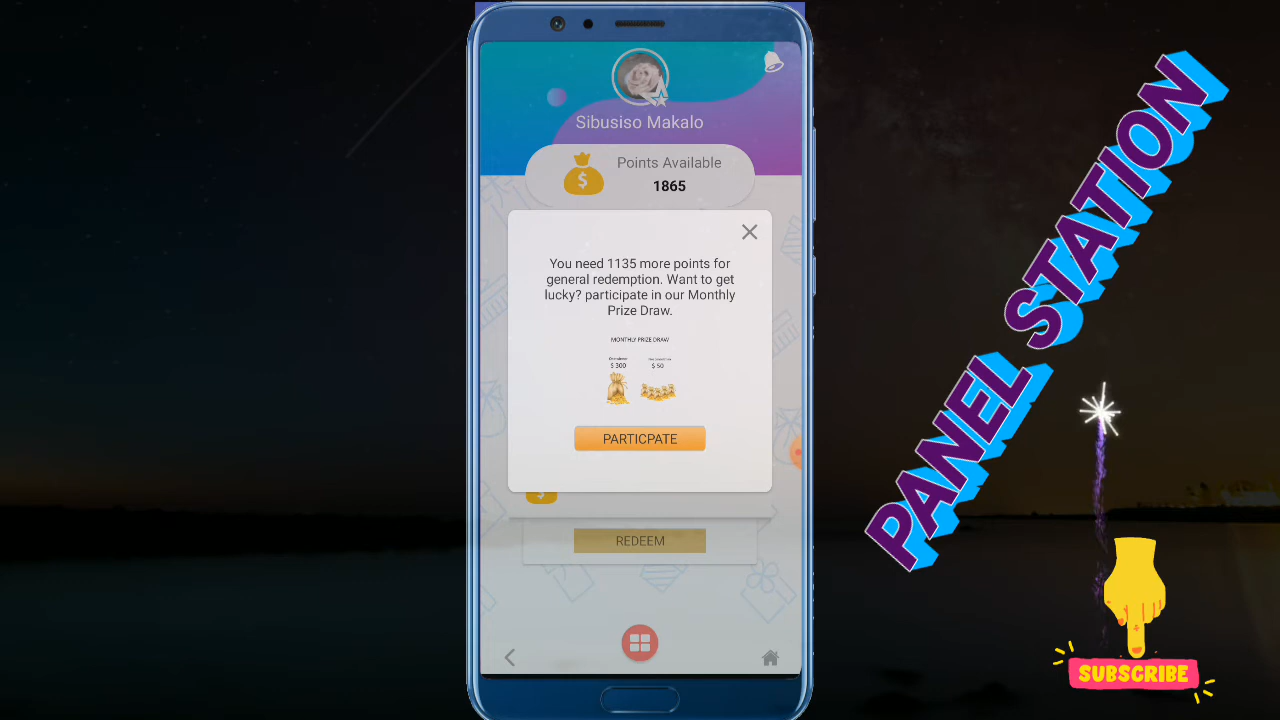 Sibusiso Makalo
Points Available
1865
You need 1135 more points for
general redemption. Want to get
lucky? participate in our Monthly
Prize Draw.
MONTHLY PRIZE DRAW
$ 300
$ 50
PARTICPATE
REDEEM
PANEL STATION
SUBSCRIBE